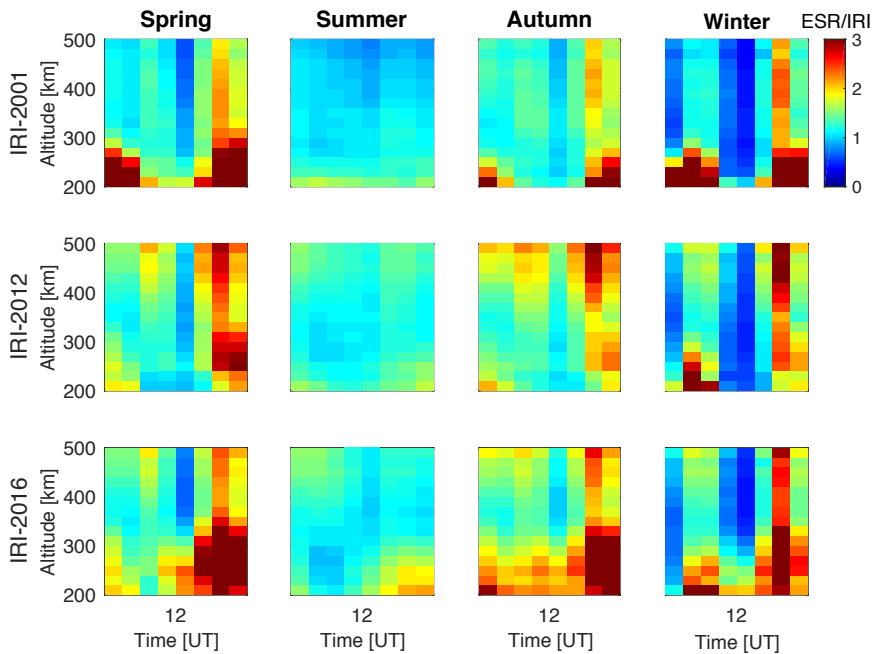 Spring Summer Autumn Winter ESR/IRI
IRI-2001
Altitude [km]
500
400
300
200
3
2
1
0
IRI-2012
Altitude [km]
500
400
300
200
IRI-2016
Altitude [km]
500
400
300
200
12 12 12 12
Time [UT] Time [UT] Time [UT] Time [UT]